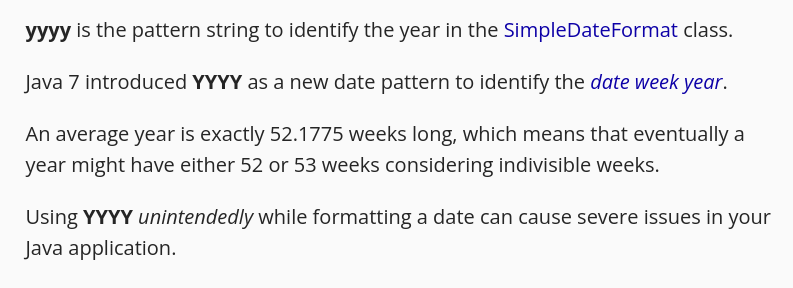 yyyy is the pattern string to identify the year in the SimpleDateFormat class.
Java 7 introduced YYYY as a new date pattern to identify the date week year.
An average year is exactly 52.1775 weeks long, which means that eventually a
year might have either 52 or 53 weeks considering indivisible weeks.
Using YYYY unintendedly while formatting a date can cause severe issues in your
Java application.